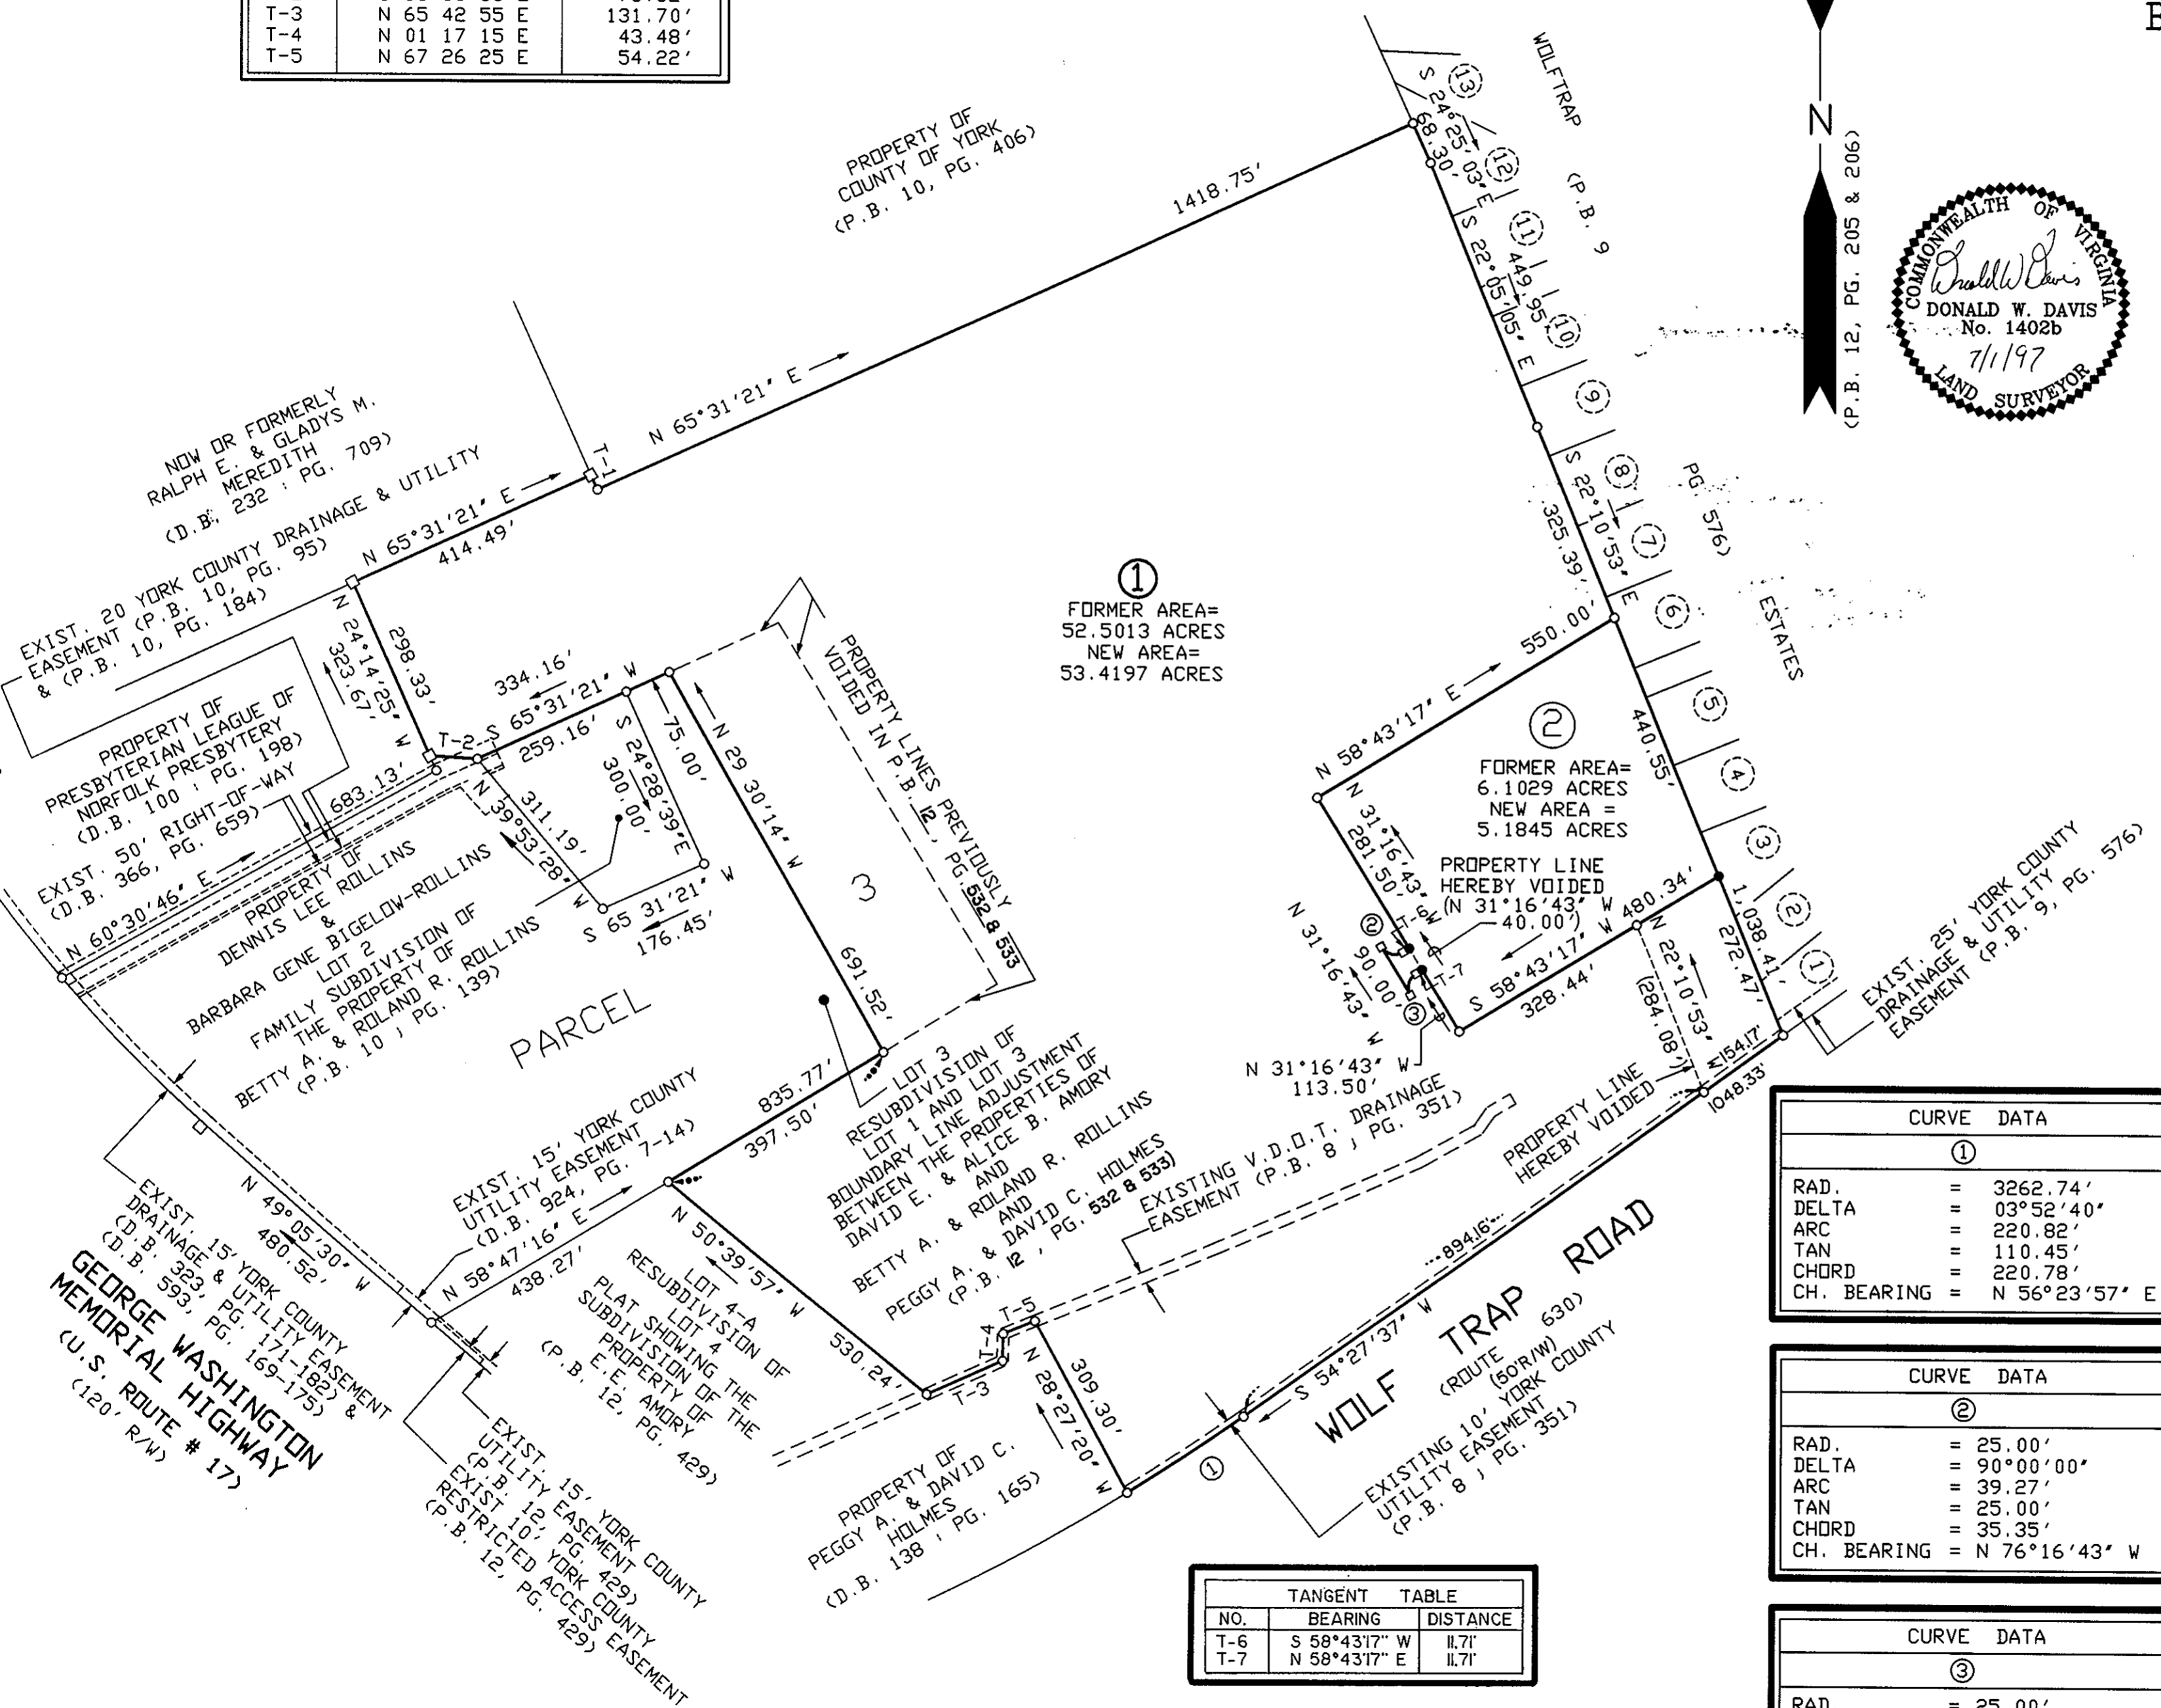 T-3 N 65 42 55 E 131.70'
T-4 N 01 17 15 E 43.48'
T-5 N 67 26 25 E 54.22'
PROPERTY OF
COUNTY OF YORK
(P.B. 10, PG. 406)
1418.75'
N 65°31'21" E
T-1
S 24°25'03" E
68.30'
WOLFTRAP
(P.B. 9
PG. 576)
ESTATES
13
12
11
10
9
8
7
6
5
4
3
2
1
S 22°05'05" E
449.95'
S 22°10'53" E
325.39'
440.55'
1,038.41'
272.47'
N
(P.B. 12, PG. 205 & 206)
COMMONWEALTH OF VIRGINIA
Donald W Davis
DONALD W. DAVIS
No. 1402b
7/1/97
LAND SURVEYOR
NOW OR FORMERLY
RALPH E. & GLADYS M.
MEREDITH
(D.B. 232 ; PG. 709)
N 65°31'21" E
414.49'
EXIST. 20 YORK COUNTY DRAINAGE & UTILITY
EASEMENT (P.B. 10, PG. 95)
& (P.B. 10, PG. 184)
N 24°14'25" W
323.67'
298.33'
PROPERTY OF
PRESBYTERIAN LEAGUE OF
NORFOLK PRESBYTERY
(D.B. 100 ; PG. 198)
EXIST. 50' RIGHT-OF-WAY
(D.B. 366, PG. 659)
683.13'
N 60°30'46" E
T-2
334.16'
S 65°31'21" W
259.16'
75.00'
S 24°28'39"E
300.00'
N 39°53'28" W
311.19'
S 65 31'21" W
176.45'
N 29 30'14" W
691.52'
3
PROPERTY LINES PREVIOUSLY
VOIDED IN P.B. 12, PG. 532 & 533
1
FORMER AREA=
52.5013 ACRES
NEW AREA=
53.4197 ACRES
550.00'
N 58°43'17" E
2
FORMER AREA=
6.1029 ACRES
NEW AREA =
5.1845 ACRES
PROPERTY LINE
HEREBY VOIDED
(N 31°16'43" W
40.00')
N 31°16'43" W
281.50'
T-6
2
90.00'
N 31°16'43" W
T-7
3
480.34'
S 58°43'17" W
328.44'
N 22°10'53" W
(284.08')
N 31°16'43" W
113.50'
154.17'
1048.33'
EXIST. 25' YORK COUNTY
DRAINAGE & UTILITY
EASEMENT (P.B. 9, PG. 576)
PROPERTY OF
DENNIS LEE ROLLINS
&
BARBARA GENE BIGELOW-ROLLINS
LOT 2
FAMILY SUBDIVISION OF
THE PROPERTY OF
BETTY A. & ROLAND R. ROLLINS
(P.B. 10 ; PG. 139)
PARCEL
835.77'
397.50'
LOT 3
RESUBDIVISION OF
LOT 1 AND LOT 3
BOUNDARY LINE ADJUSTMENT
BETWEEN THE PROPERTIES OF
DAVID E. & ALICE B. AMORY
AND
BETTY A. & ROLAND R. ROLLINS
AND
PEGGY A. & DAVID C. HOLMES
(P.B. 12 , PG. 532 & 533)
EXISTING V.D.O.T. DRAINAGE
EASEMENT (P.B. 8 ; PG. 351)
PROPERTY LINE
HEREBY VOIDED
EXIST. 15' YORK COUNTY
UTILITY EASEMENT
(D.B. 924, PG. 7-14)
N 58°47'16" E
438.27'
N 49°05'30" W
480.52'
EXIST. 15' YORK COUNTY
DRAINAGE & UTILITY EASEMENT
(D.B. 323, PG. 171-182) &
(D.B. 593, PG. 169-175)
GEORGE WASHINGTON
MEMORIAL HIGHWAY
(U.S. ROUTE # 17)
(120' R/W)
N 50°39'57" W
530.24'
LOT 4-A
RESUBDIVISION OF
LOT 4
PLAT SHOWING THE
SUBDIVISION OF THE
PROPERTY OF
E.E. AMORY
(P.B. 12, PG. 429)
EXIST. 15' YORK COUNTY
UTILITY EASEMENT
(P.B. 12, PG. 429)
EXIST 10' YORK COUNTY
RESTRICTED ACCESS EASEMENT
(P.B. 12, PG. 429)
T-3
T-4
T-5
N 28°27'20" W
309.30'
PROPERTY OF
PEGGY A. & DAVID C.
HOLMES
(D.B. 138 ; PG. 165)
1
894.16'
S 54°27'37" W
WOLF TRAP ROAD
(ROUTE 630)
(50'R/W)
EXISTING 10' YORK COUNTY
UTILITY EASEMENT
(P.B. 8 ; PG. 351)
TANGENT TABLE
NO. BEARING DISTANCE
T-6 S 58°43'17" W 11.71'
T-7 N 58°43'17" E 11.71'
CURVE DATA
1
RAD. = 3262.74'
DELTA = 03°52'40"
ARC = 220.82'
TAN = 110.45'
CHORD = 220.78'
CH. BEARING = N 56°23'57" E
CURVE DATA
2
RAD. = 25.00'
DELTA = 90°00'00"
ARC = 39.27'
TAN = 25.00'
CHORD = 35.35'
CH. BEARING = N 76°16'43" W
CURVE DATA
3
RAD = 25.00'